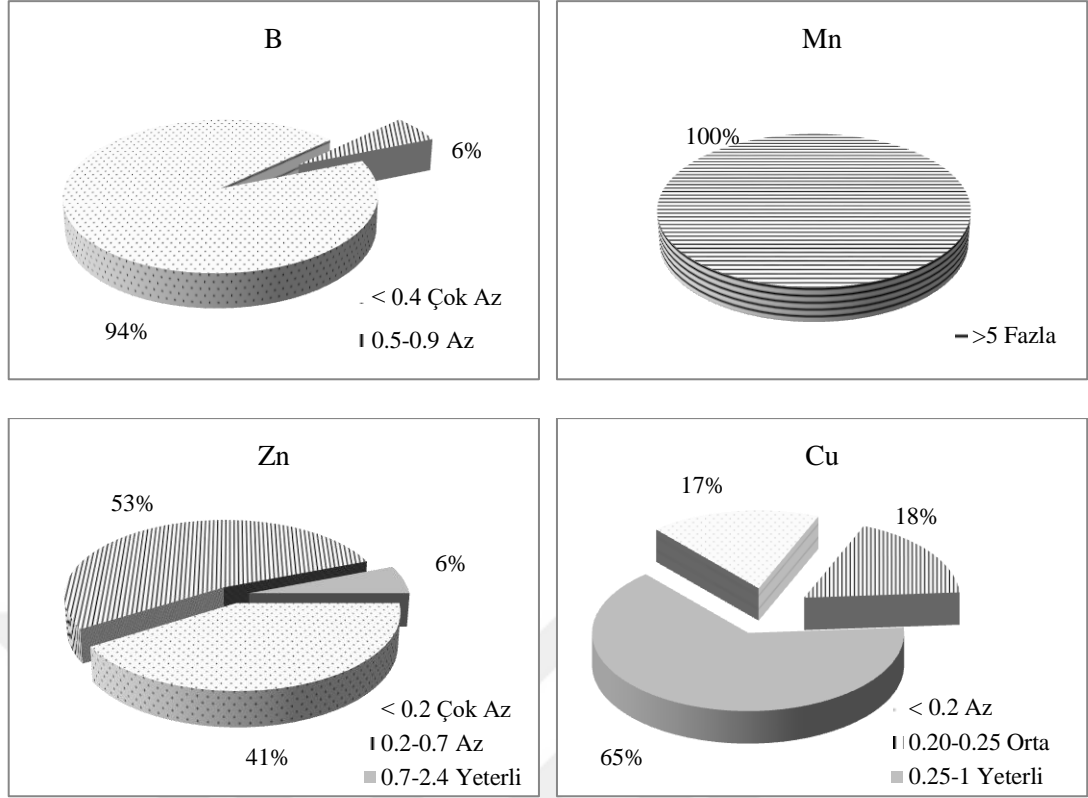 B
6%
94%
< 0.4 Çok Az
0.5-0.9 Az
Mn
100%
>5 Fazla
Zn
53%
6%
41%
< 0.2 Çok Az
0.2-0.7 Az
0.7-2.4 Yeterli
Cu
17%
18%
65%
< 0.2 Az
0.20-0.25 Orta
0.25-1 Yeterli